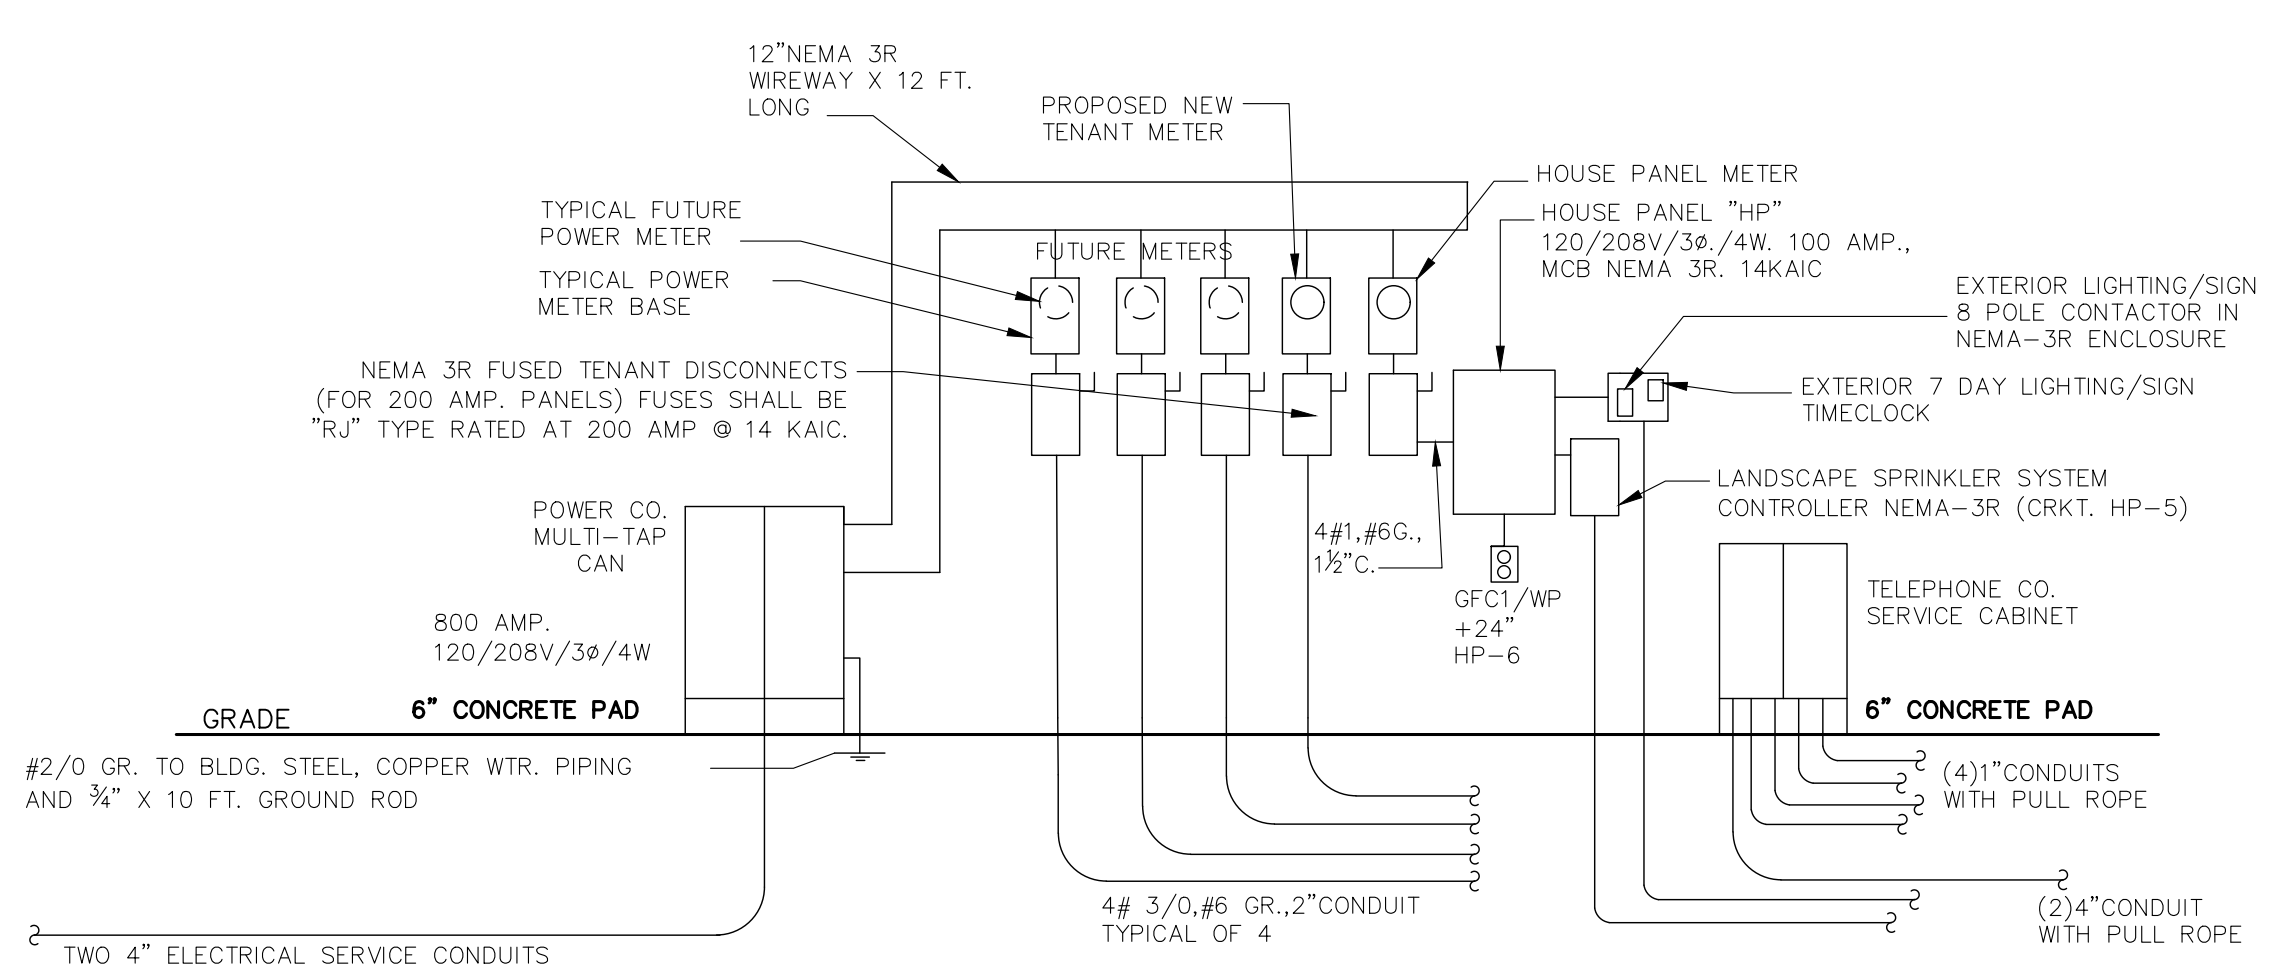 12"NEMA 3R
WIREWAY X 12 FT.
LONG
PROPOSED NEW
TENANT METER
HOUSE PANEL METER
TYPICAL FUTURE
POWER METER
HOUSE PANEL "HP"
120/208V/3ø./4W. 100 AMP.,
MCB NEMA 3R. 14KAIC
FUTURE METERS
TYPICAL POWER
METER BASE
EXTERIOR LIGHTING/SIGN
8 POLE CONTACTOR IN
NEMA-3R ENCLOSURE
NEMA 3R FUSED TENANT DISCONNECTS
(FOR 200 AMP. PANELS) FUSES SHALL BE
"RJ" TYPE RATED AT 200 AMP @ 14 KAIC.
EXTERIOR 7 DAY LIGHTING/SIGN
TIMECLOCK
LANDSCAPE SPRINKLER SYSTEM
CONTROLLER NEMA-3R (CRKT. HP-5)
POWER CO.
MULTI-TAP
CAN
4#1,#6G.,
1½"C.
GFC1/WP
+24"
HP-6
TELEPHONE CO.
SERVICE CABINET
800 AMP.
120/208V/3ø/4W
GRADE
6" CONCRETE PAD
6" CONCRETE PAD
#2/0 GR. TO BLDG. STEEL, COPPER WTR. PIPING
AND ¾" X 10 FT. GROUND ROD
(4)1"CONDUITS
WITH PULL ROPE
4# 3/0,#6 GR.,2"CONDUIT
TYPICAL OF 4
(2)4"CONDUIT
WITH PULL ROPE
TWO 4" ELECTRICAL SERVICE CONDUITS